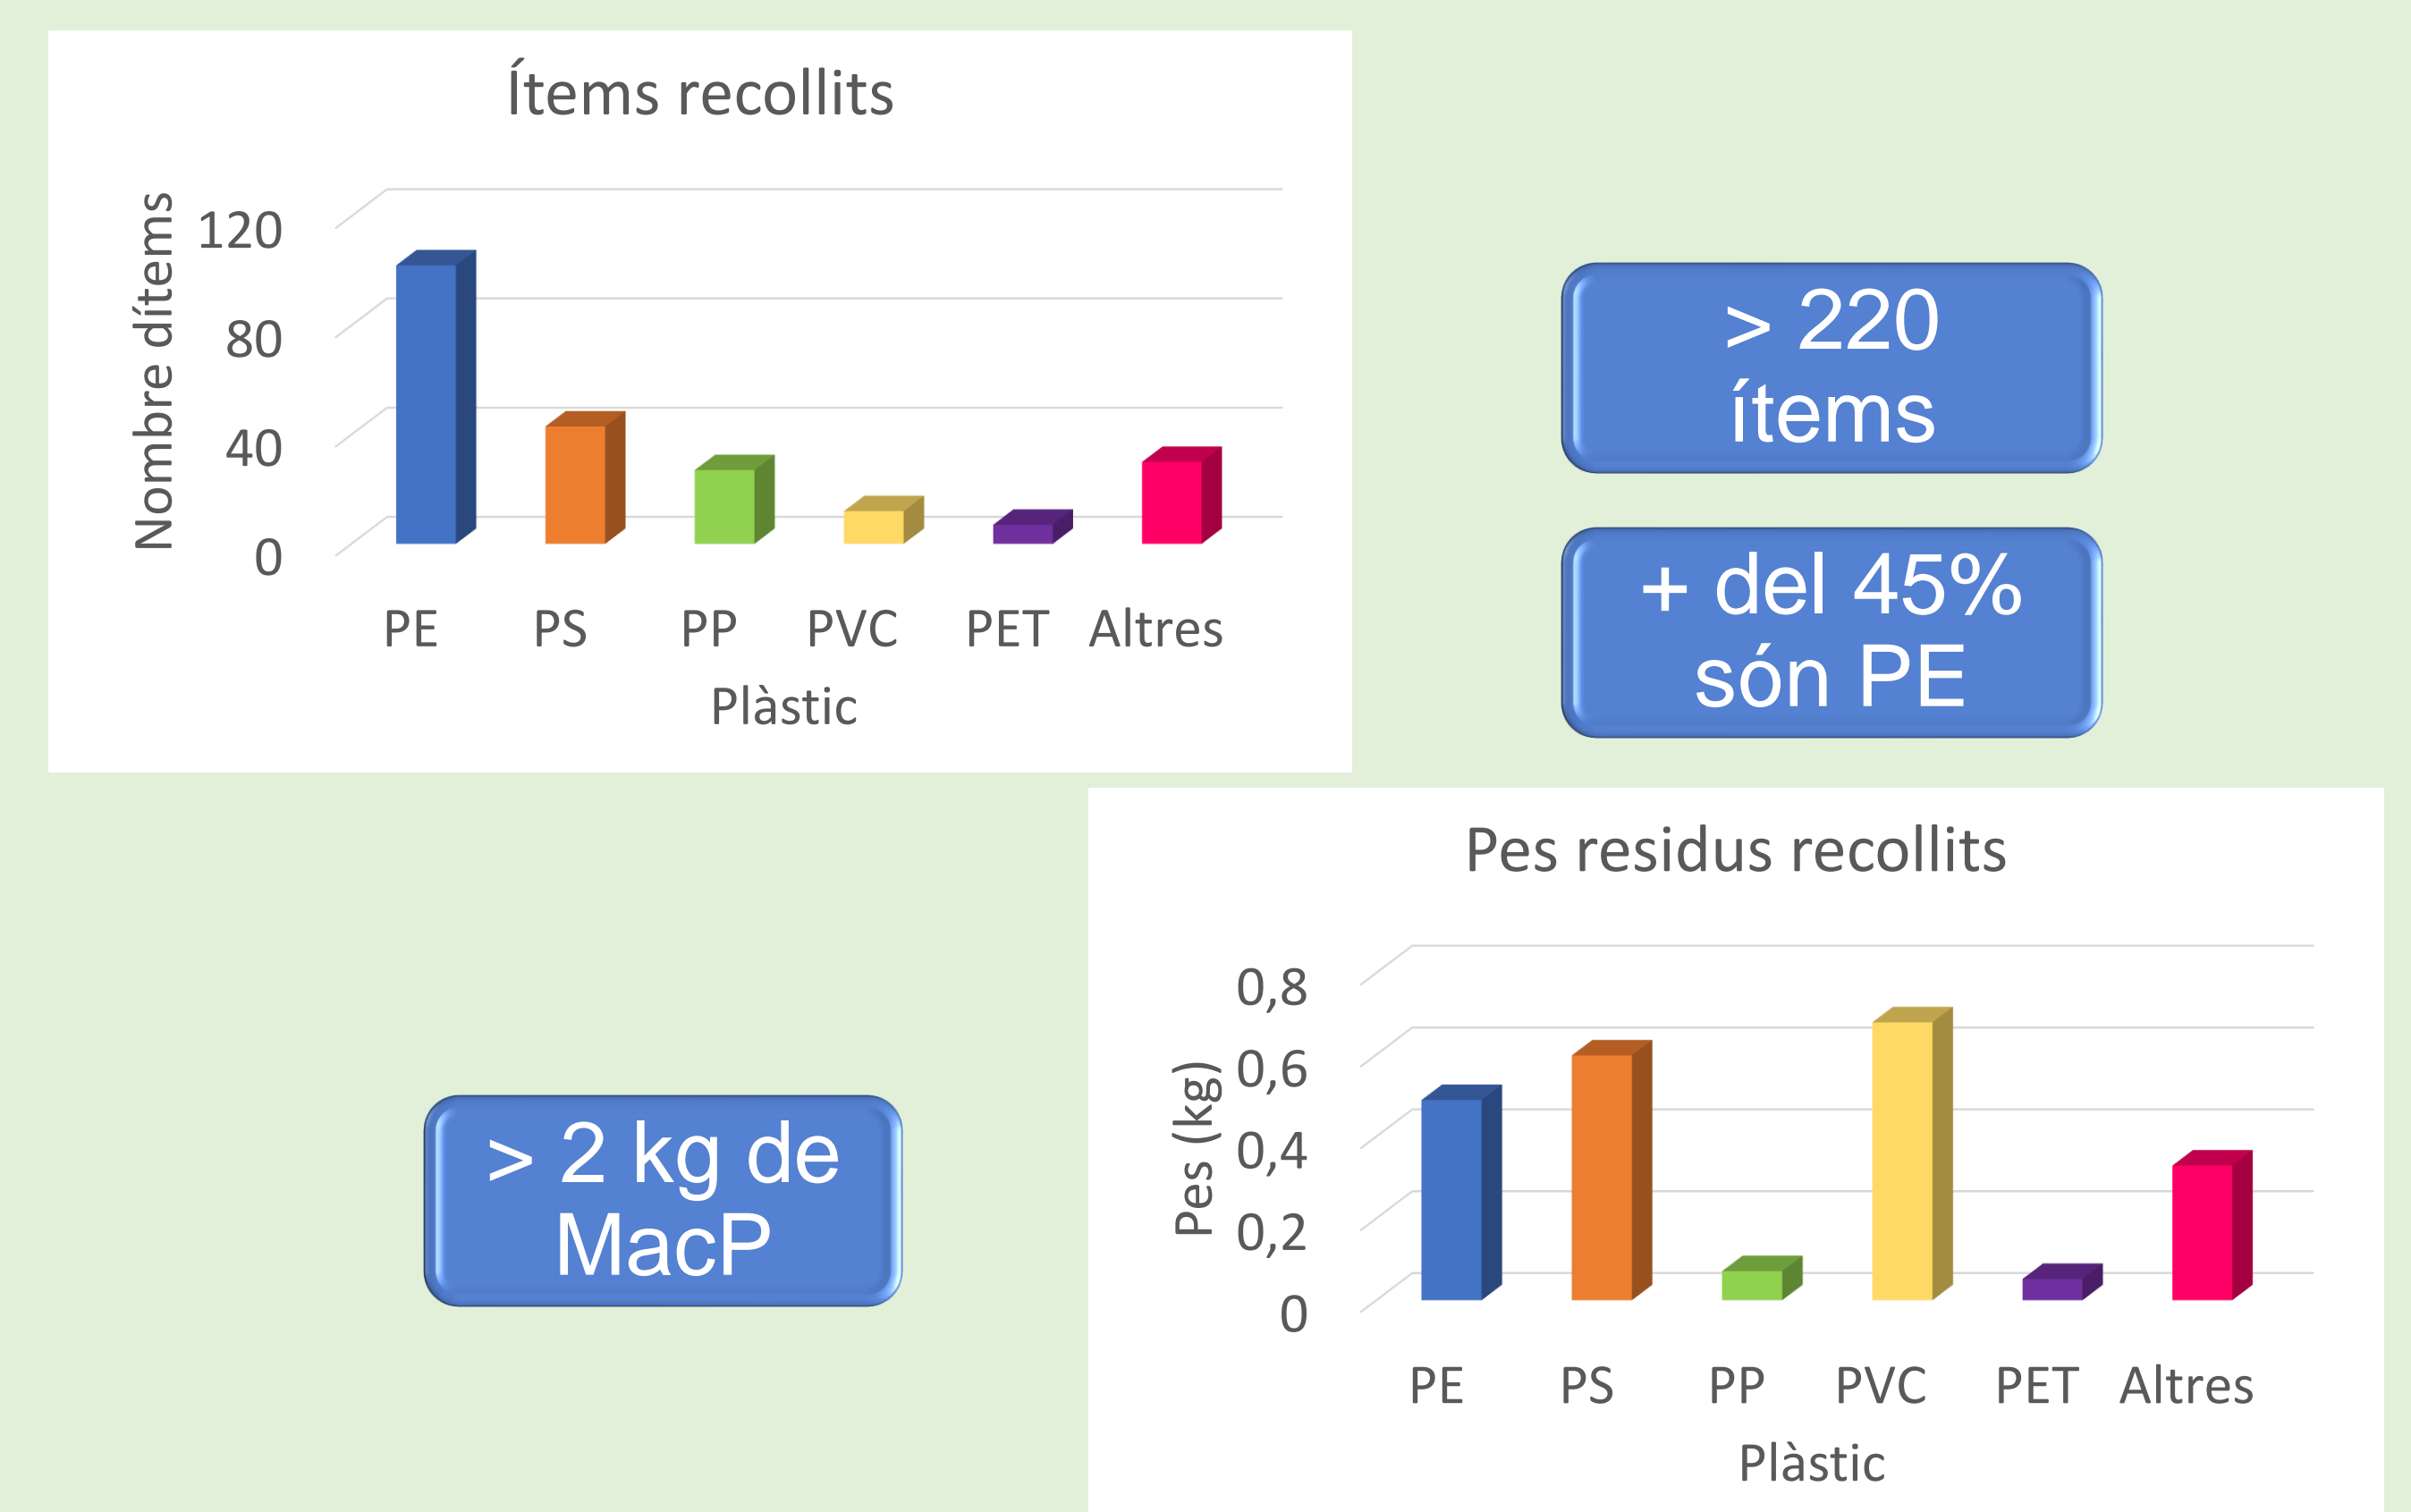 Ítems recollits
Nombre dítems
120
80
40
0
PE PS PP PVC PET Altres
Plàstic
> 220
ítems
+ del 45%
són PE
> 2 kg de
MacP
Pes residus recollits
Pes (kg)
0,8
0,6
0,4
0,2
0
PE PS PP PVC PET Altres
Plàstic